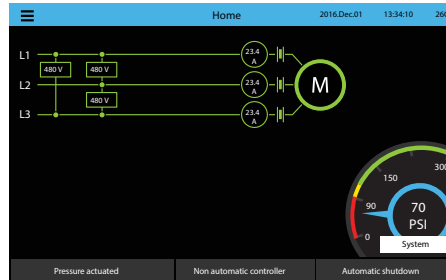 Home 2016.Dec.01 13:34:10 260
L1 23.4 A
480 V 480 V
L2 23.4 A M
480 V
L3 23.4 A
300
150
90 70
PSI
0
System
Pressure actuated Non automatic controller Automatic shutdown